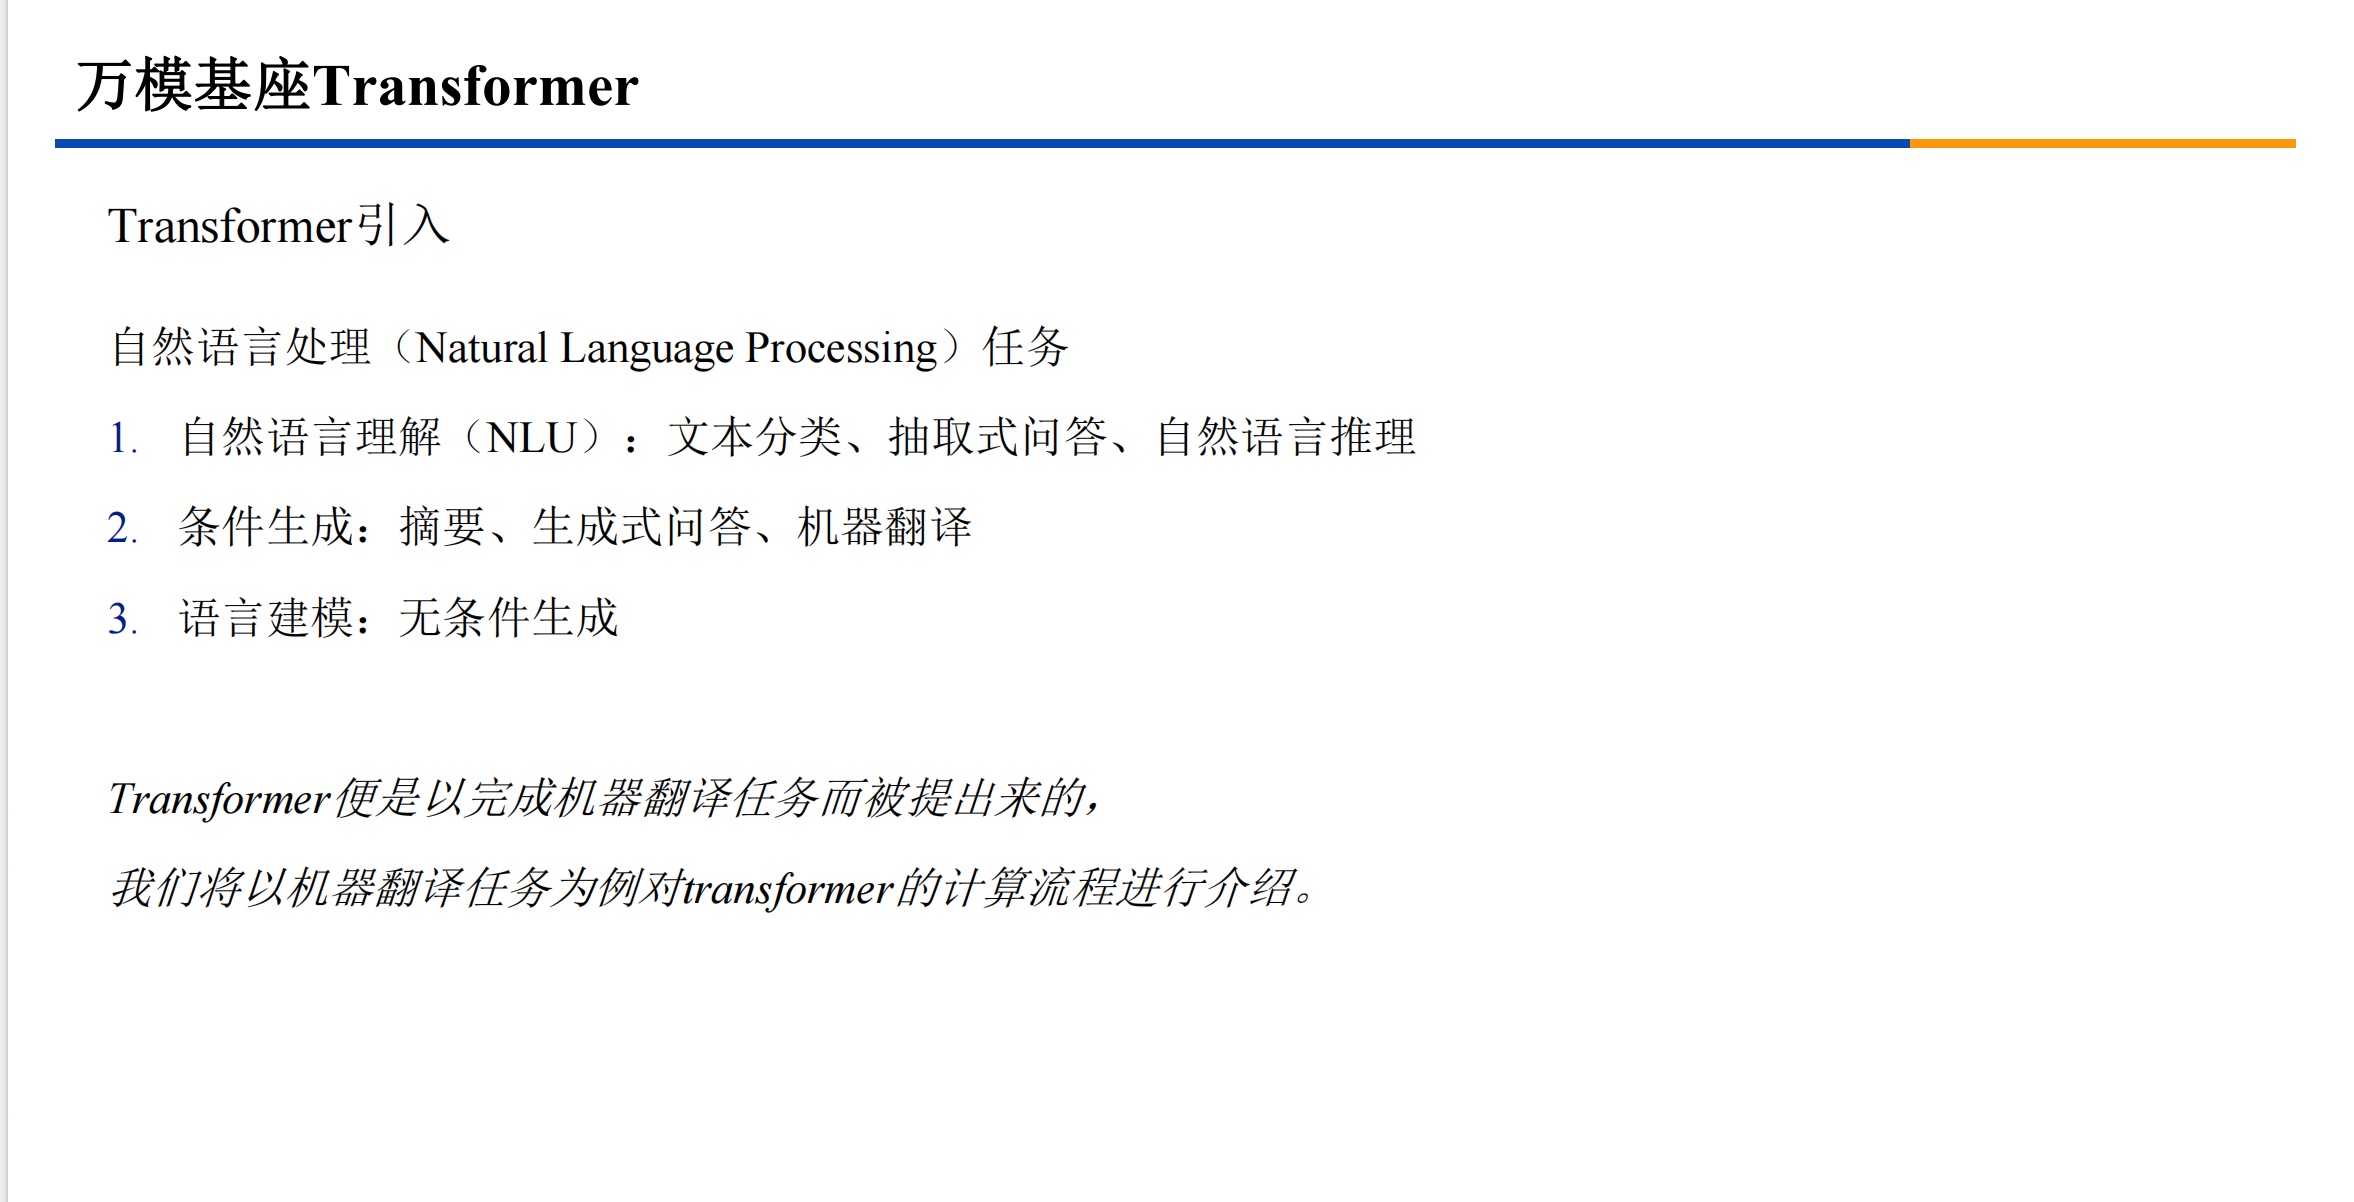 万模基座Transformer
Transformer引入
自然语言处理（Natural Language Processing）任务
1. 自然语言理解（NLU）：文本分类、抽取式问答、自然语言推理
2. 条件生成：摘要、生成式问答、机器翻译
3. 语言建模：无条件生成
Transformer便是以完成机器翻译任务而被提出来的，
我们将以机器翻译任务为例对transformer的计算流程进行介绍。